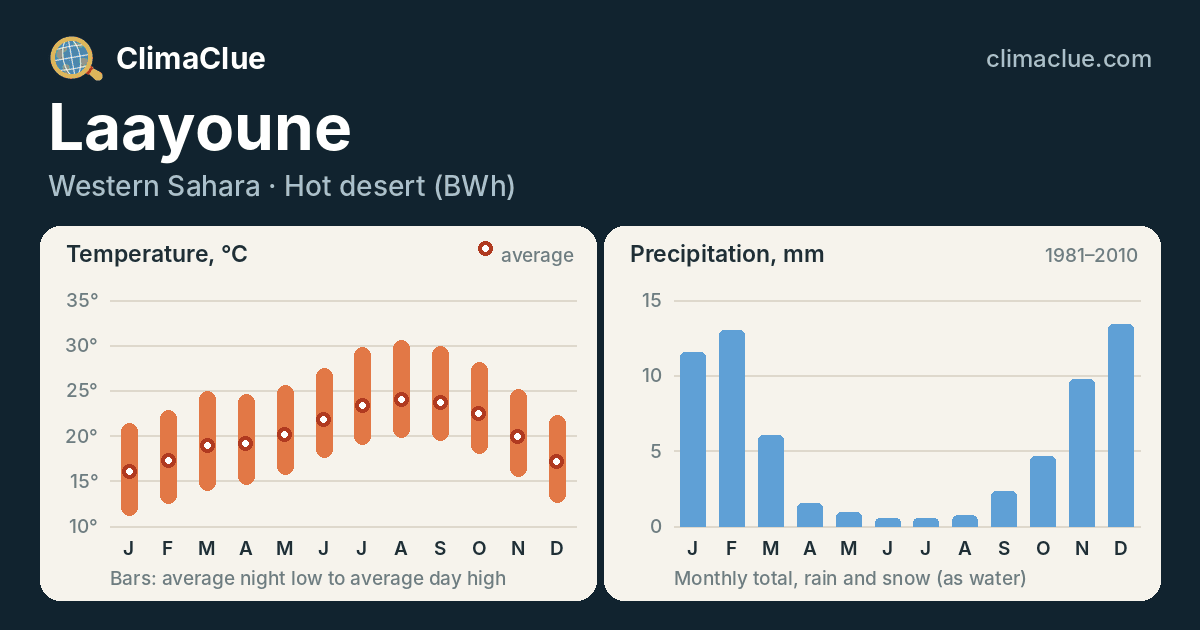 ClimaClue
climaclue.com
Laayoune
Western Sahara · Hot desert (BWh)
Temperature, °C
average
35°
30°
25°
20°
15°
10°
J F M A M J J A S O N D
Bars: average night low to average day high
Precipitation, mm
1981–2010
15
10
5
0
J F M A M J J A S O N D
Monthly total, rain and snow (as water)